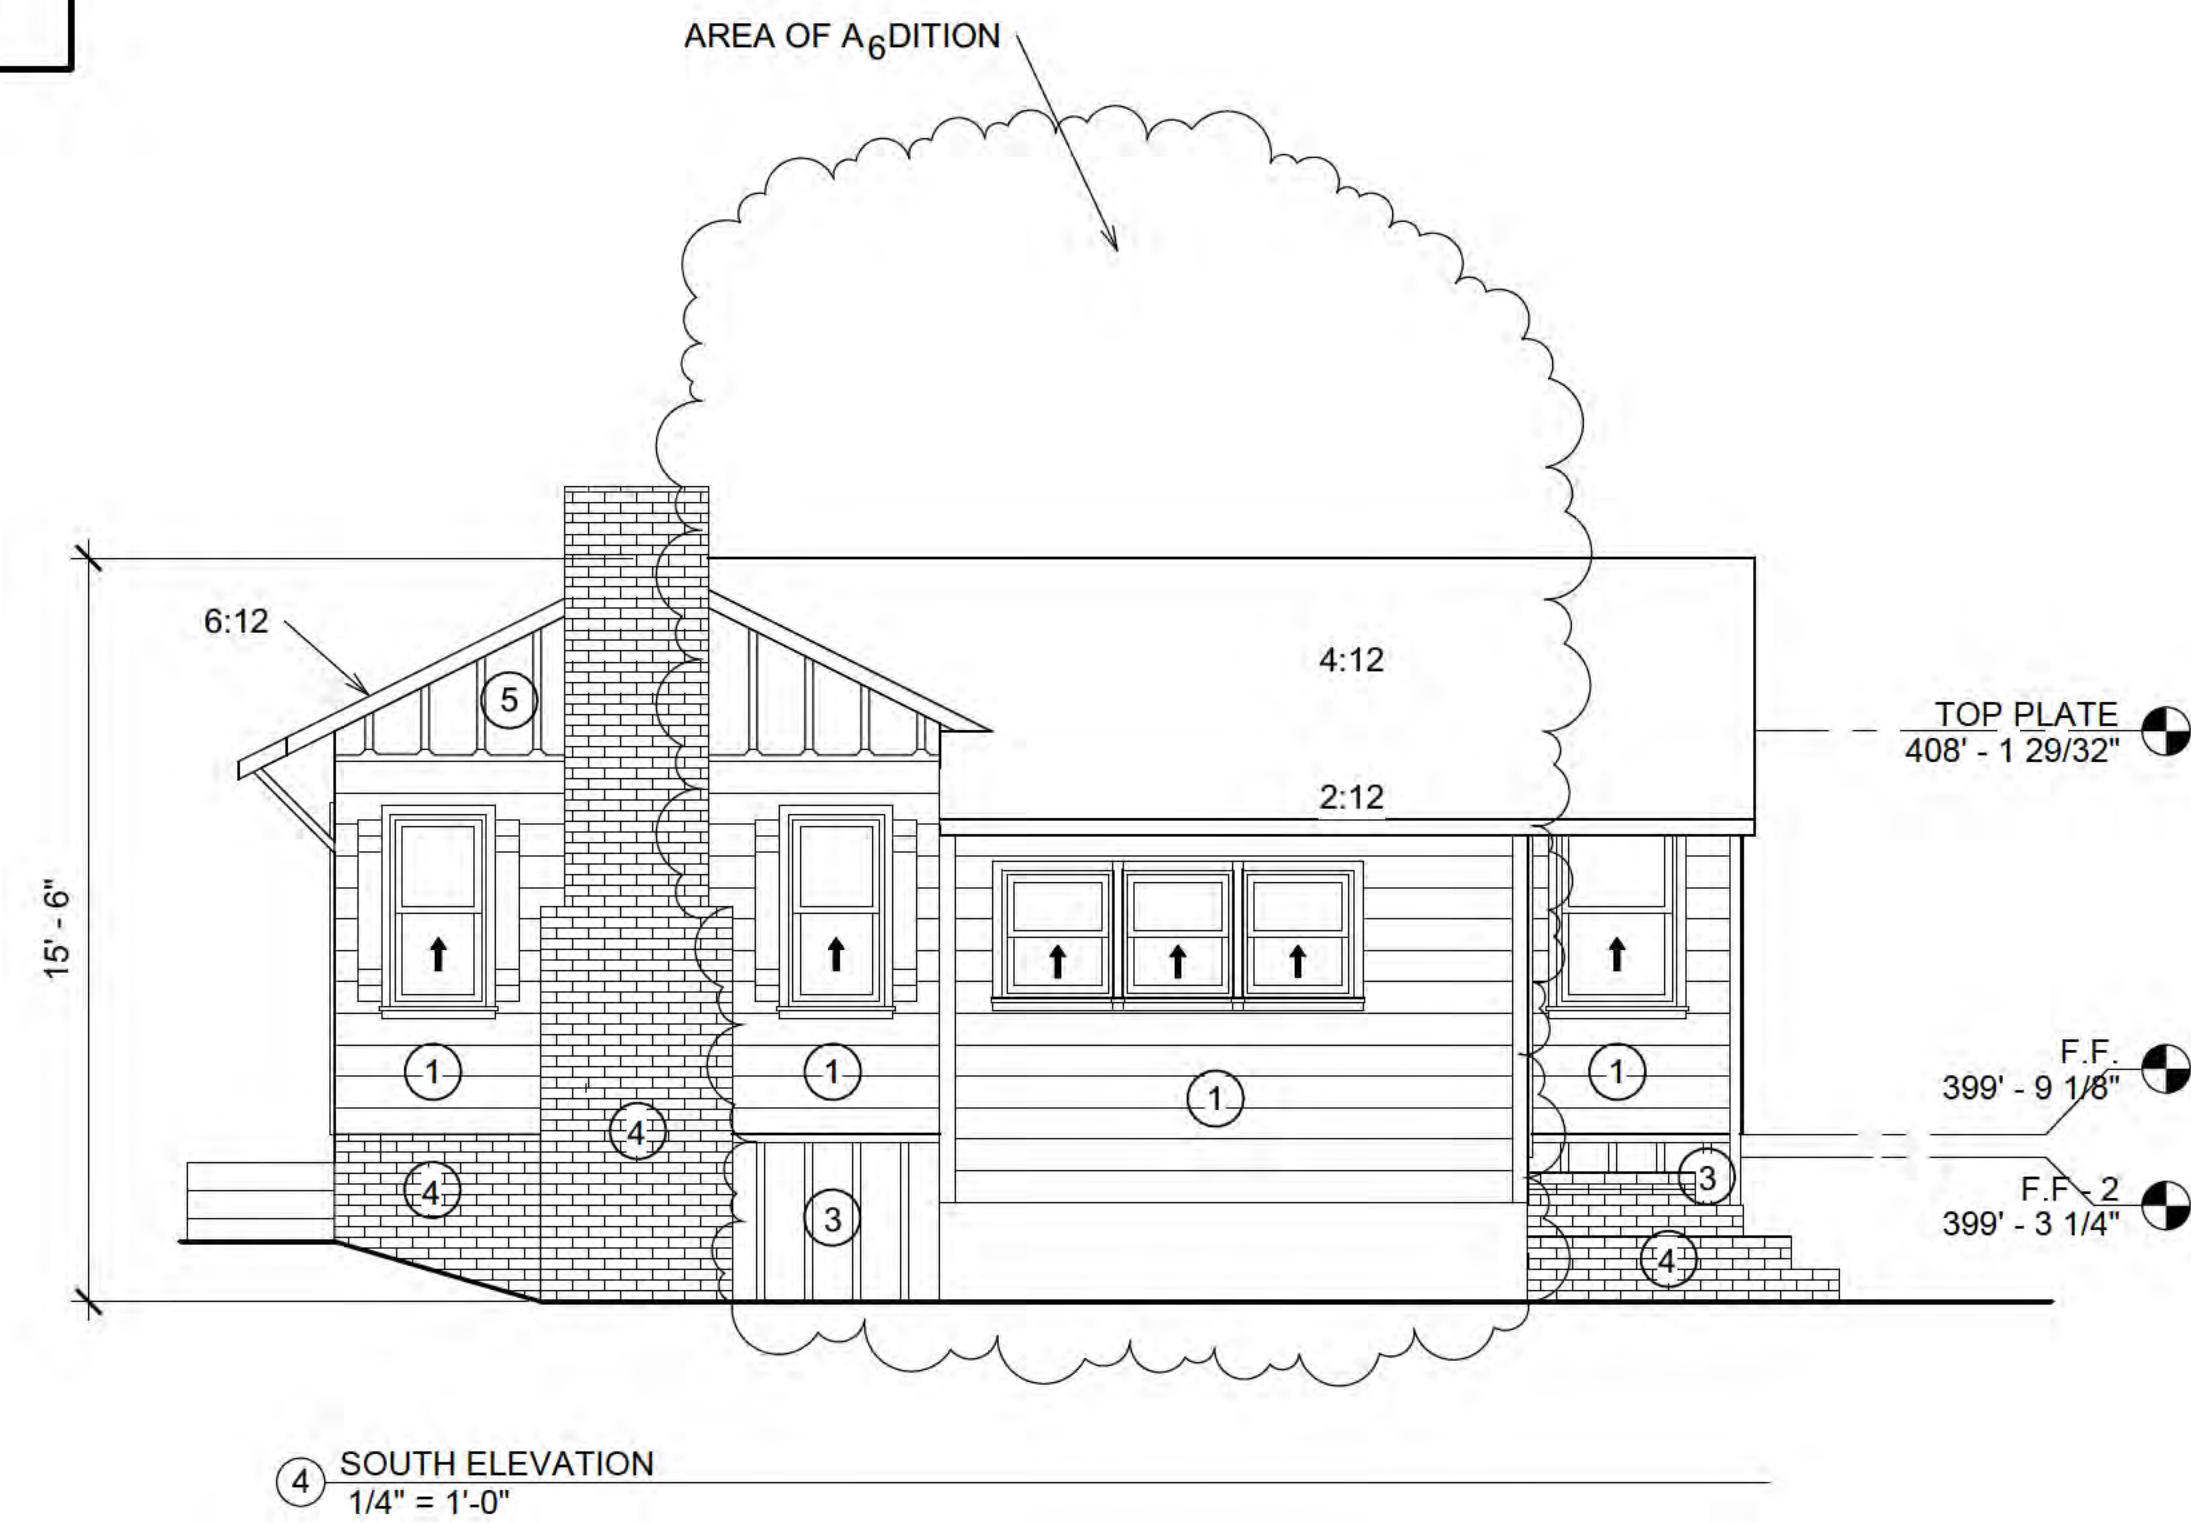 AREA OF A6DITION
6:12
5
4:12
TOP PLATE
408' - 1 29/32"
2:12
15' - 6"
F.F.
399' - 9 1/8"
1
1
1
1
4
4
3
3
F.F - 2
399' - 3 1/4"
4
4
SOUTH ELEVATION
1/4" = 1'-0"